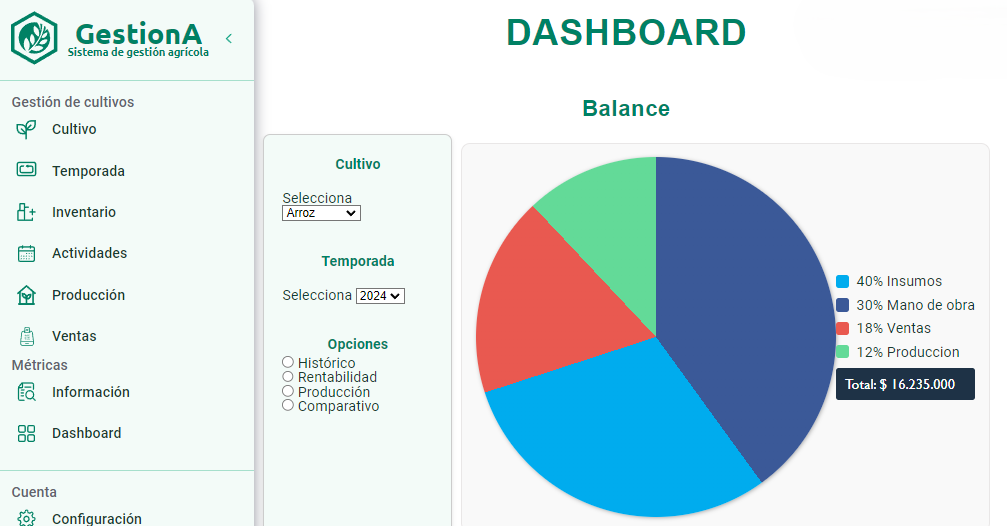 GestionA
Sistema de gestión agrícola
Gestión de cultivos
Cultivo
Temporada
Inventario
Actividades
Producción
Ventas
Métricas
Información
Dashboard
Cuenta
Configuración
DASHBOARD
Balance
Cultivo
Selecciona
Arroz
Temporada
Selecciona 2024
Opciones
Histórico
Rentabilidad
Producción
Comparativo
40% Insumos
30% Mano de obra
18% Ventas
12% Produccion
Total: $ 16.235.000